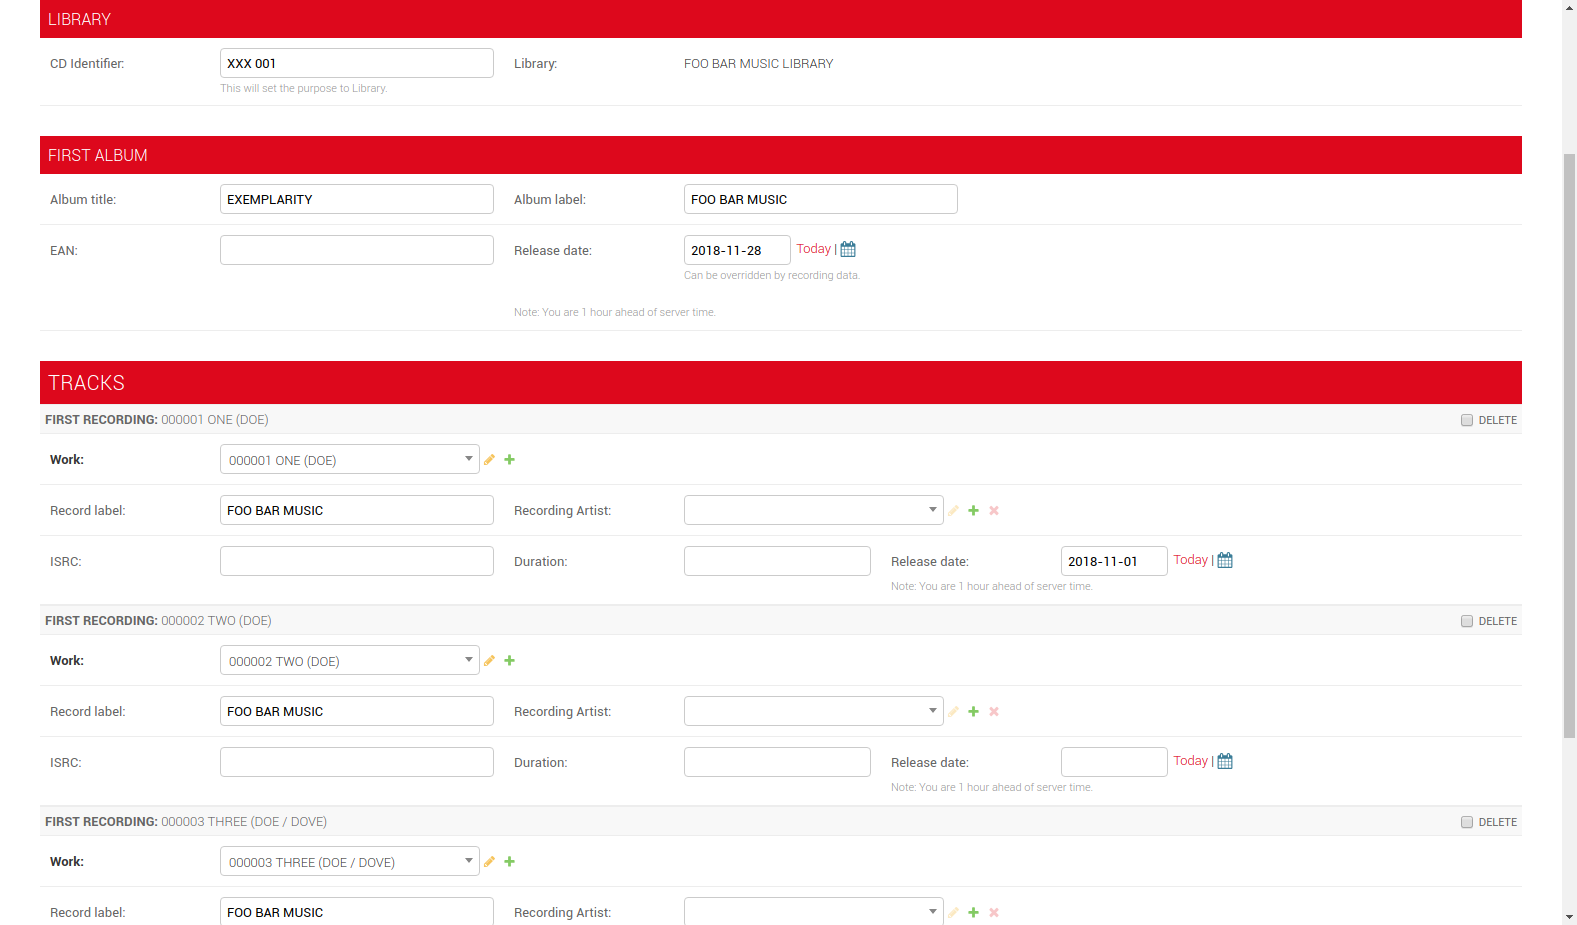 LIBRARY
CD Identifier: XXX 001 Library: FOO BAR MUSIC LIBRARY
This will set the purpose to Library.
FIRST ALBUM
Album title: EXEMPLARITY Album label: FOO BAR MUSIC
EAN: Release date: 2018-11-28 Today |
Can be overridden by recording data.
Note: You are 1 hour ahead of server time.
TRACKS
FIRST RECORDING: 000001 ONE (DOE) DELETE
Work: 000001 ONE (DOE)
Record label: FOO BAR MUSIC Recording Artist:
ISRC: Duration: Release date: 2018-11-01 Today |
Note: You are 1 hour ahead of server time.
FIRST RECORDING: 000002 TWO (DOE) DELETE
Work: 000002 TWO (DOE)
Record label: FOO BAR MUSIC Recording Artist:
ISRC: Duration: Release date: Today |
Note: You are 1 hour ahead of server time.
FIRST RECORDING: 000003 THREE (DOE / DOVE) DELETE
Work: 000003 THREE (DOE / DOVE)
Record label: FOO BAR MUSIC Recording Artist: